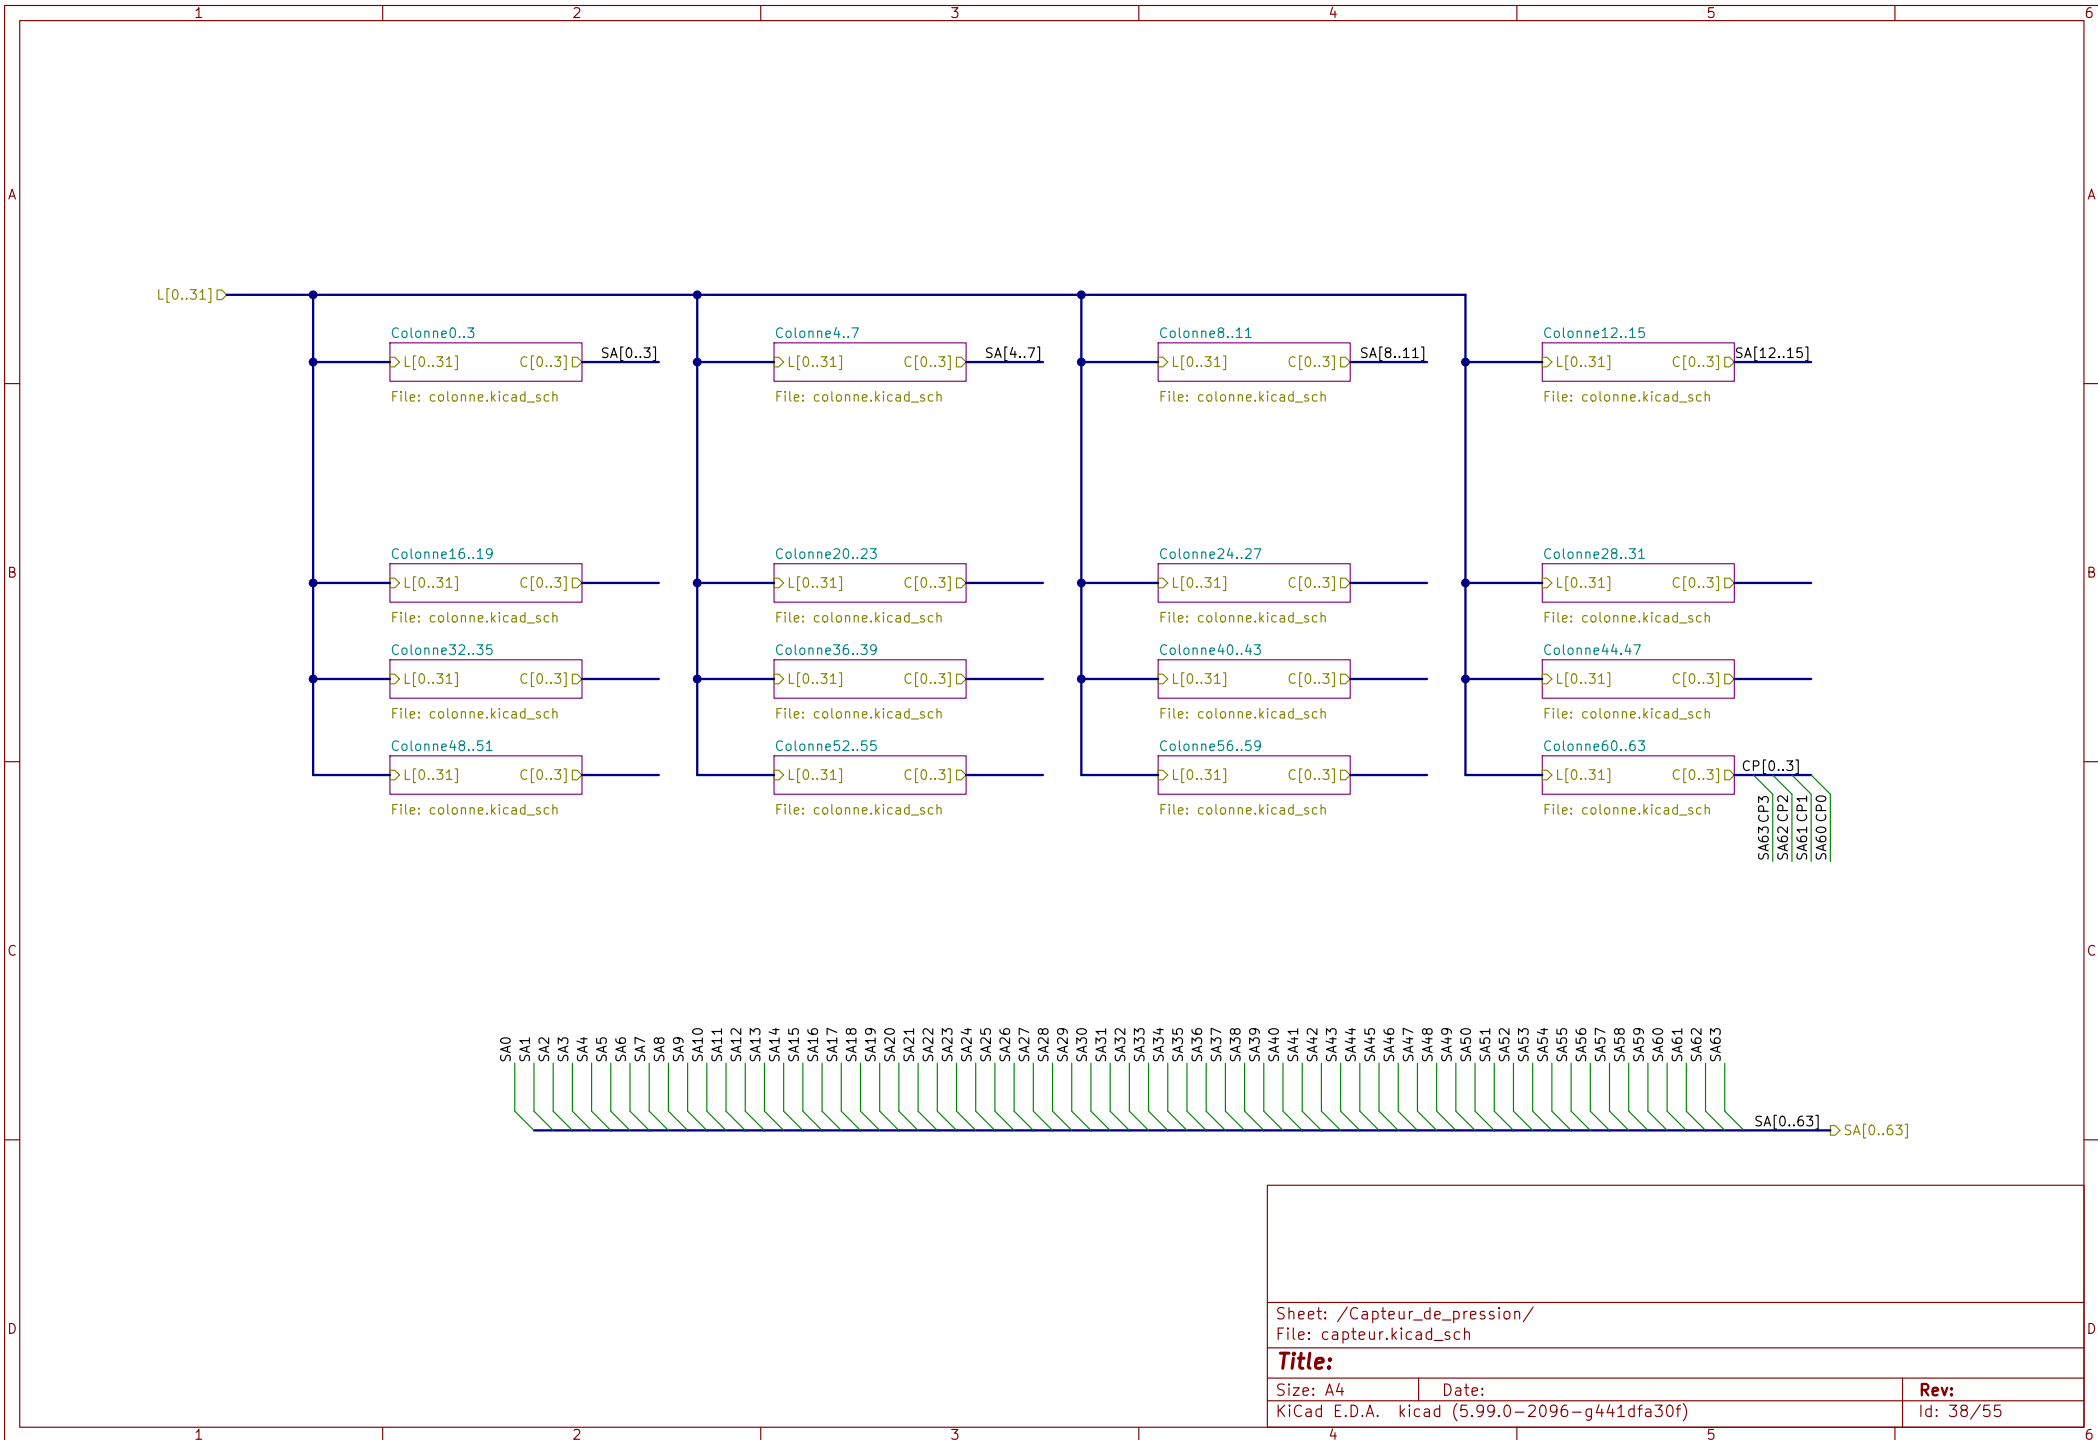 1 2 3 4 5 6
A A
L[0..31]
Colonne0..3 Colonne4..7 Colonne8..11 Colonne12..15
L[0..31] C[0..3] SA[0..3] L[0..31] C[0..3] SA[4..7] L[0..31] C[0..3] SA[8..11] L[0..31] C[0..3] SA[12..15]
File: colonne.kicad_sch File: colonne.kicad_sch File: colonne.kicad_sch File: colonne.kicad_sch
Colonne16..19 Colonne20..23 Colonne24..27 Colonne28..31
B B
L[0..31] C[0..3] L[0..31] C[0..3] L[0..31] C[0..3] L[0..31] C[0..3]
File: colonne.kicad_sch File: colonne.kicad_sch File: colonne.kicad_sch File: colonne.kicad_sch
Colonne32..35 Colonne36..39 Colonne40..43 Colonne44.47
L[0..31] C[0..3] L[0..31] C[0..3] L[0..31] C[0..3] L[0..31] C[0..3]
File: colonne.kicad_sch File: colonne.kicad_sch File: colonne.kicad_sch File: colonne.kicad_sch
Colonne48..51 Colonne52..55 Colonne56..59 Colonne60..63
L[0..31] C[0..3] L[0..31] C[0..3] L[0..31] C[0..3] L[0..31] C[0..3] CP[0..3]
File: colonne.kicad_sch File: colonne.kicad_sch File: colonne.kicad_sch File: colonne.kicad_sch
SA63 CP3
SA62 CP2
SA61 CP1
SA60 CP0
C C
SA0
SA1
SA2
SA3
SA4
SA5
SA6
SA7
SA8
SA9
SA10
SA11
SA12
SA13
SA14
SA15
SA16
SA17
SA18
SA19
SA20
SA21
SA22
SA23
SA24
SA25
SA26
SA27
SA28
SA29
SA30
SA31
SA32
SA33
SA34
SA35
SA36
SA37
SA38
SA39
SA40
SA41
SA42
SA43
SA44
SA45
SA46
SA47
SA48
SA49
SA50
SA51
SA52
SA53
SA54
SA55
SA56
SA57
SA58
SA59
SA60
SA61
SA62
SA63
SA[0..63] SA[0..63]
Sheet: /Capteur_de_pression/
D D
File: capteur.kicad_sch
Title:
Size: A4 Date: Rev:
KiCad E.D.A. kicad (5.99.0-2096-g441dfa30f) Id: 38/55
1 2 3 4 5 6